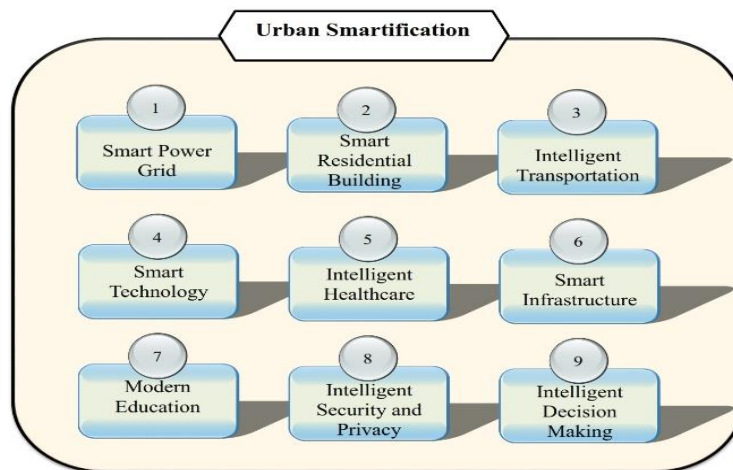 Urban Smartification
1
Smart Power
Grid
2
Smart
Residential
Building
3
Intelligent
Transportation
4
Smart
Technology
5
Intelligent
Healthcare
6
Smart
Infrastructure
7
Modern
Education
8
Intelligent
Security and
Privacy
9
Intelligent
Decision
Making